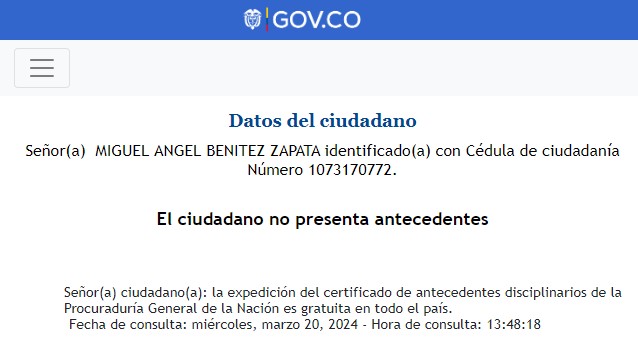 GOV.CO
Datos del ciudadano
Señor(a) MIGUEL ANGEL BENITEZ ZAPATA identificado(a) con Cédula de ciudadanía
Número 1073170772.
El ciudadano no presenta antecedentes
Señor(a) ciudadano(a): la expedición del certificado de antecedentes disciplinarios de la
Procuraduría General de la Nación es gratuita en todo el país.
Fecha de consulta: miércoles, marzo 20, 2024 - Hora de consulta: 13:48:18